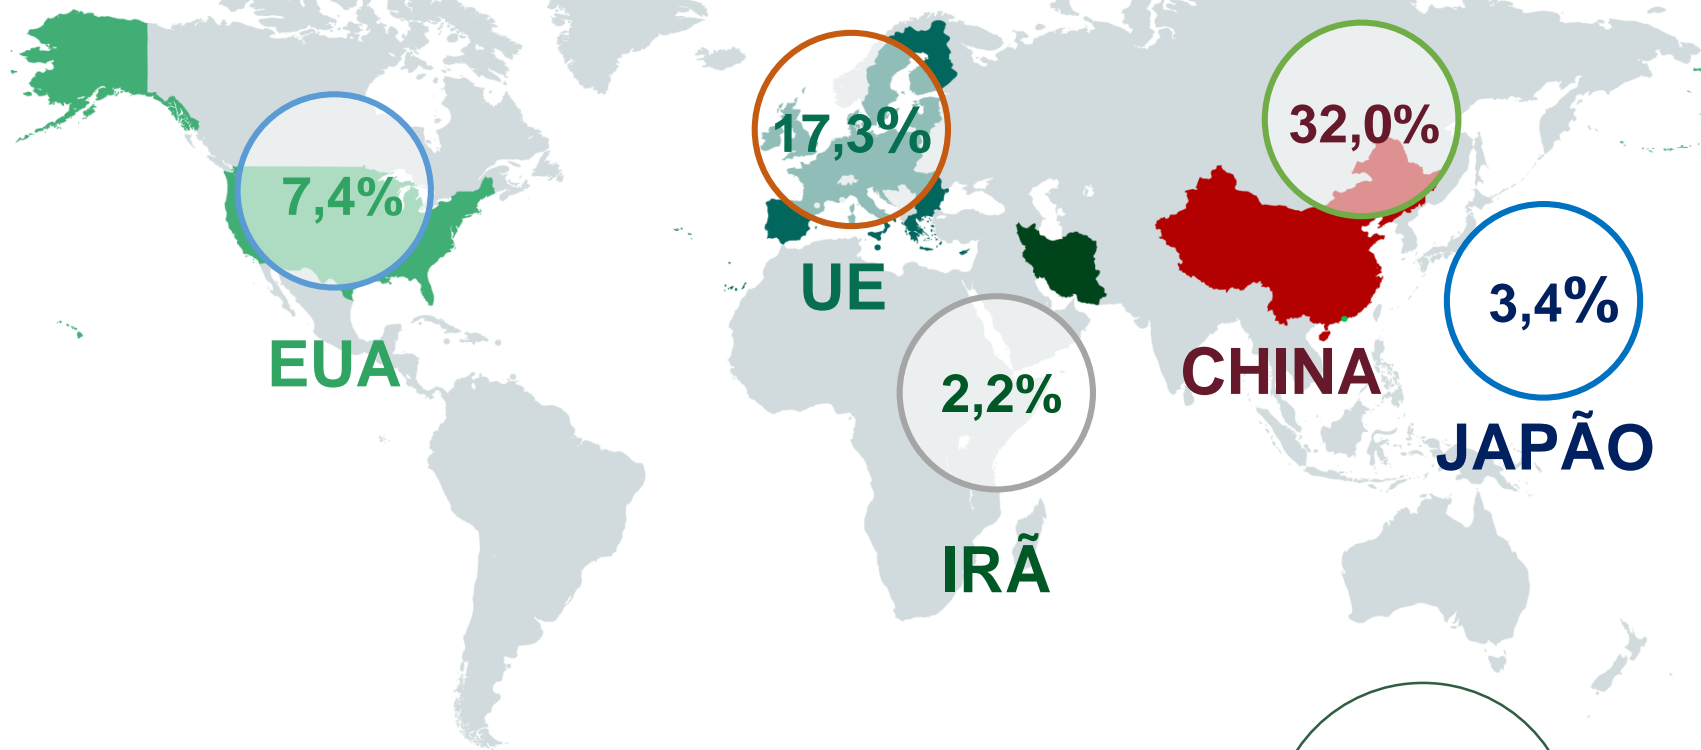 7,4%
EUA
17,3%
UE
2,2%
IRÃ
32,0%
CHINA
3,4%
JAPÃO